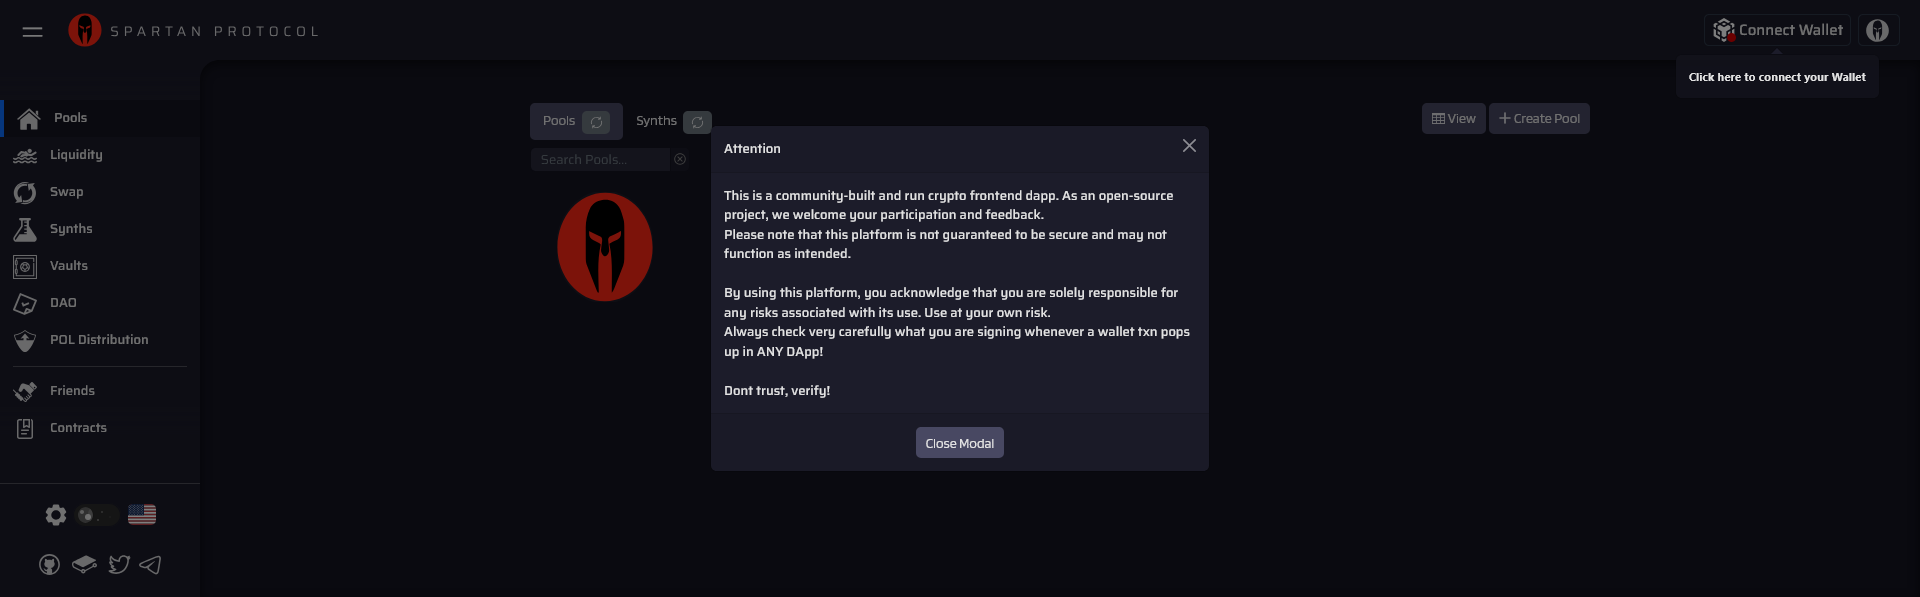 SPARTAN PROTOCOL
Connect Wallet
Click here to connect your Wallet
Pools
Liquidity
Swap
Synths
Vaults
DAO
POL Distribution
Friends
Contracts
Pools
Synths
View
Create Pool
Search Pools...
Attention
This is a community-built and run crypto frontend dapp. As an open-source
project, we welcome your participation and feedback.
Please note that this platform is not guaranteed to be secure and may not
function as intended.
By using this platform, you acknowledge that you are solely responsible for
any risks associated with its use. Use at your own risk.
Always check very carefully what you are signing whenever a wallet txn pops
up in ANY DApp!
Dont trust, verify!
Close Modal